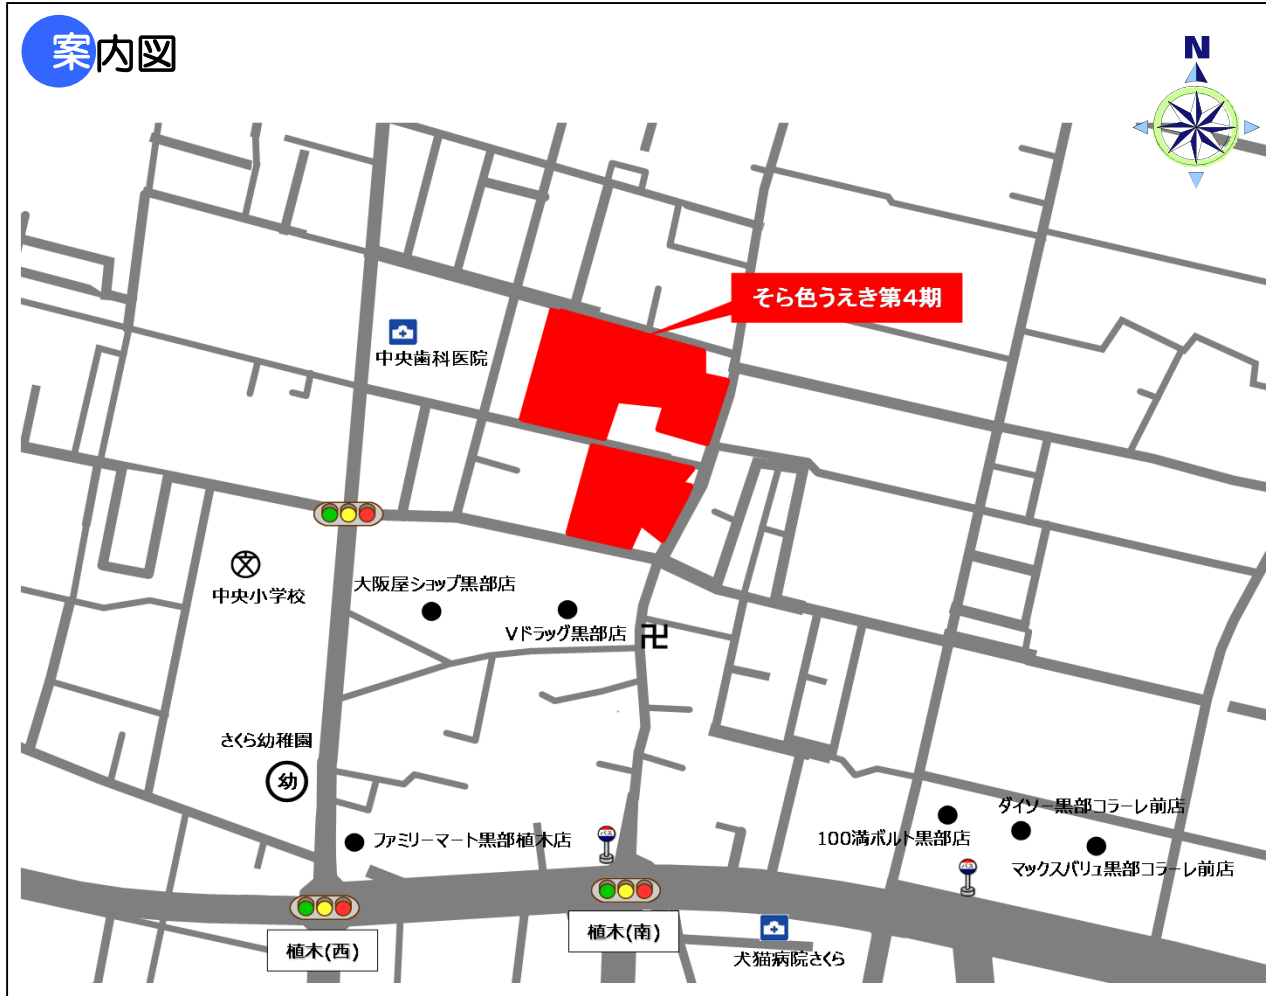 案内図
N
そら色うえき第4期
中央歯科医院
中央小学校
大阪屋ショップ黒部店
Vドラッグ黒部店
卍
さくら幼稚園
幼
ファミリーマート黒部植木店
バス
ダイソー黒部コラーレ前店
100満ボルト黒部店
マックスバリュ黒部コラーレ前店
バス
植木(西)
植木(南)
犬猫病院さくら